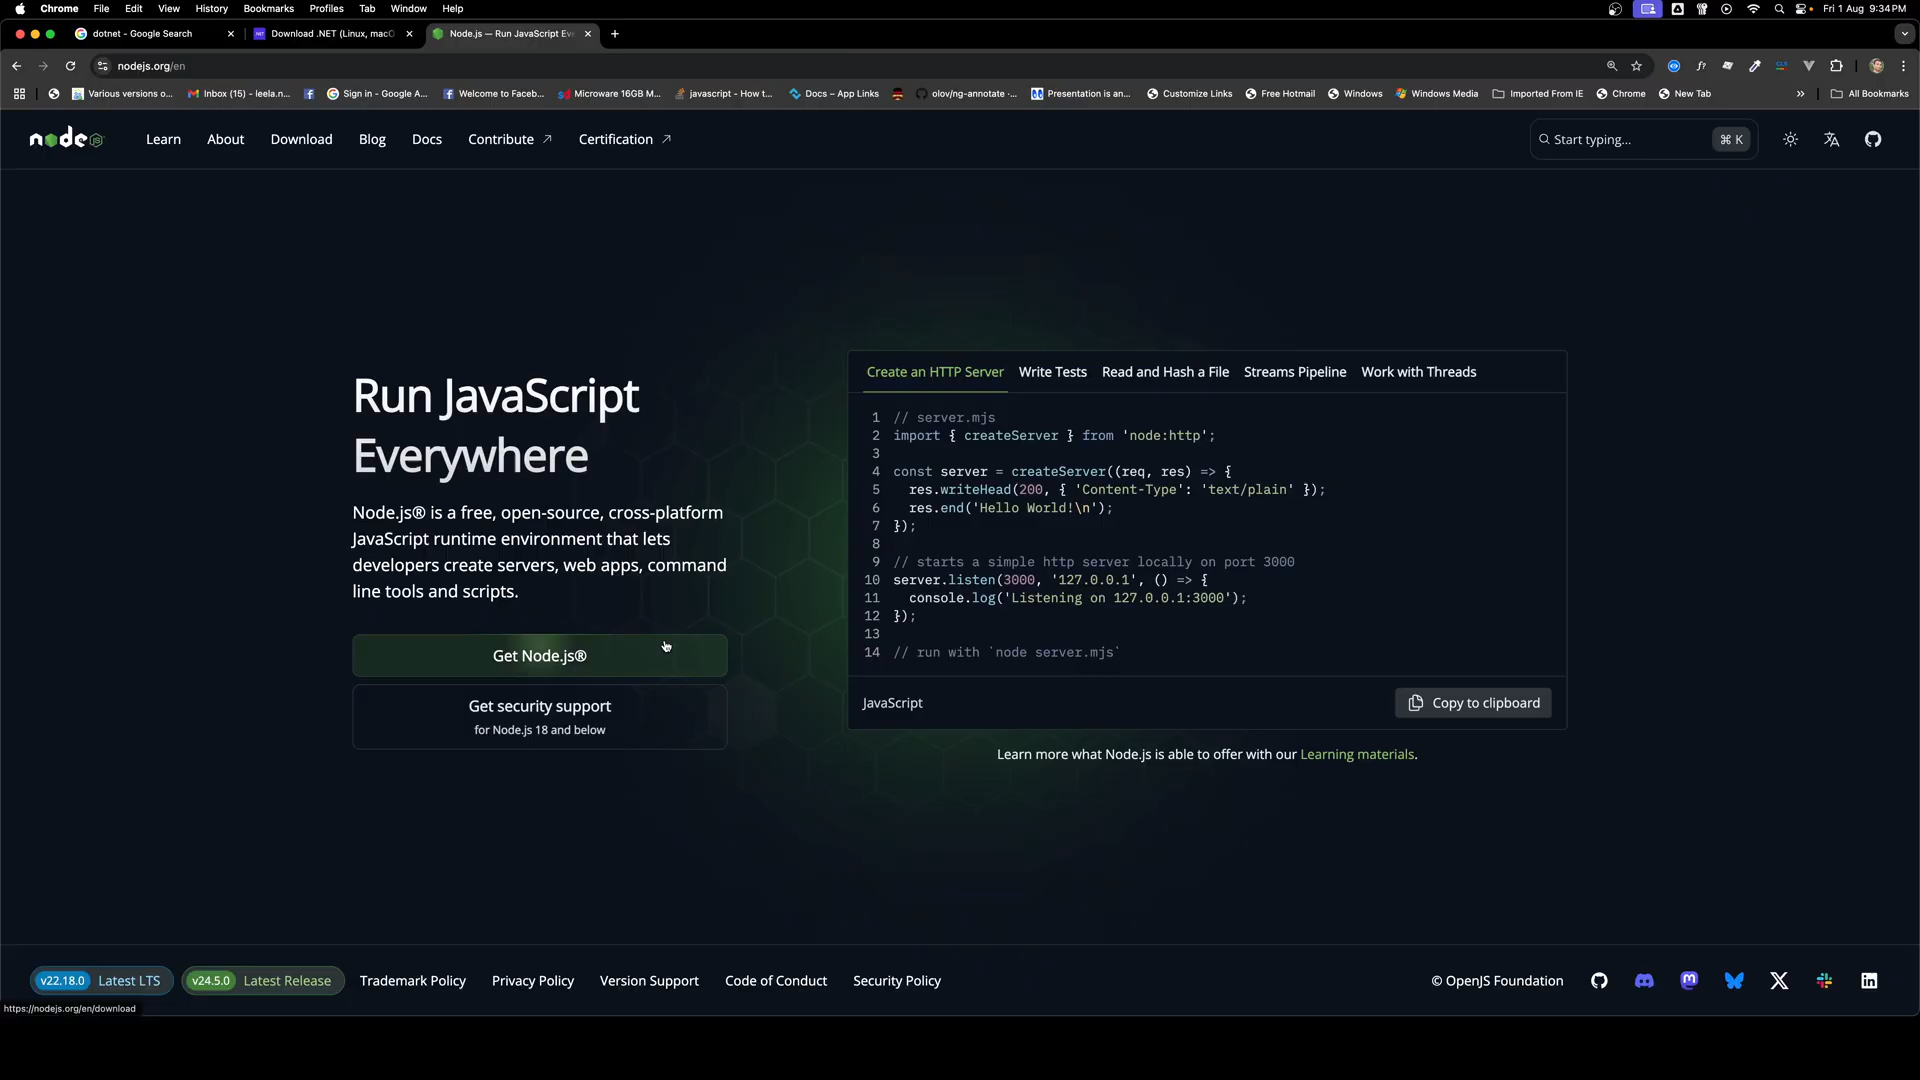 Chrome File Edit View History Bookmarks Profiles Tab Window Help Fri 1 Aug 9:34 PM
dotnet - Google Search Download .NET (Linux, macO Node.js — Run JavaScript Ev
nodejs.org/en
Various versions o... Inbox (15) - leela.n... Sign in - Google A... Welcome to Faceb... Microware 16GB M... javascript - How t... Docs – App Links olov/ng-annotate ·... Presentation is an... Customize Links Free Hotmail Windows Windows Media Imported From IE Chrome New Tab » All Bookmarks
node Learn About Download Blog Docs Contribute Certification Start typing... ⌘ K
Run JavaScript
Everywhere
Node.js® is a free, open-source, cross-platform
JavaScript runtime environment that lets
developers create servers, web apps, command
line tools and scripts.
Get Node.js®
Get security support
for Node.js 18 and below
Create an HTTP Server Write Tests Read and Hash a File Streams Pipeline Work with Threads
1 // server.mjs
2 import { createServer } from 'node:http';
3
4 const server = createServer((req, res) => {
5 res.writeHead(200, { 'Content-Type': 'text/plain' });
6 res.end('Hello World!\n');
7 });
8
9 // starts a simple http server locally on port 3000
10 server.listen(3000, '127.0.0.1', () => {
11 console.log('Listening on 127.0.0.1:3000');
12 });
13
14 // run with `node server.mjs`
JavaScript Copy to clipboard
Learn more what Node.js is able to offer with our Learning materials.
v22.18.0 Latest LTS v24.5.0 Latest Release Trademark Policy Privacy Policy Version Support Code of Conduct Security Policy © OpenJS Foundation
https://nodejs.org/en/download